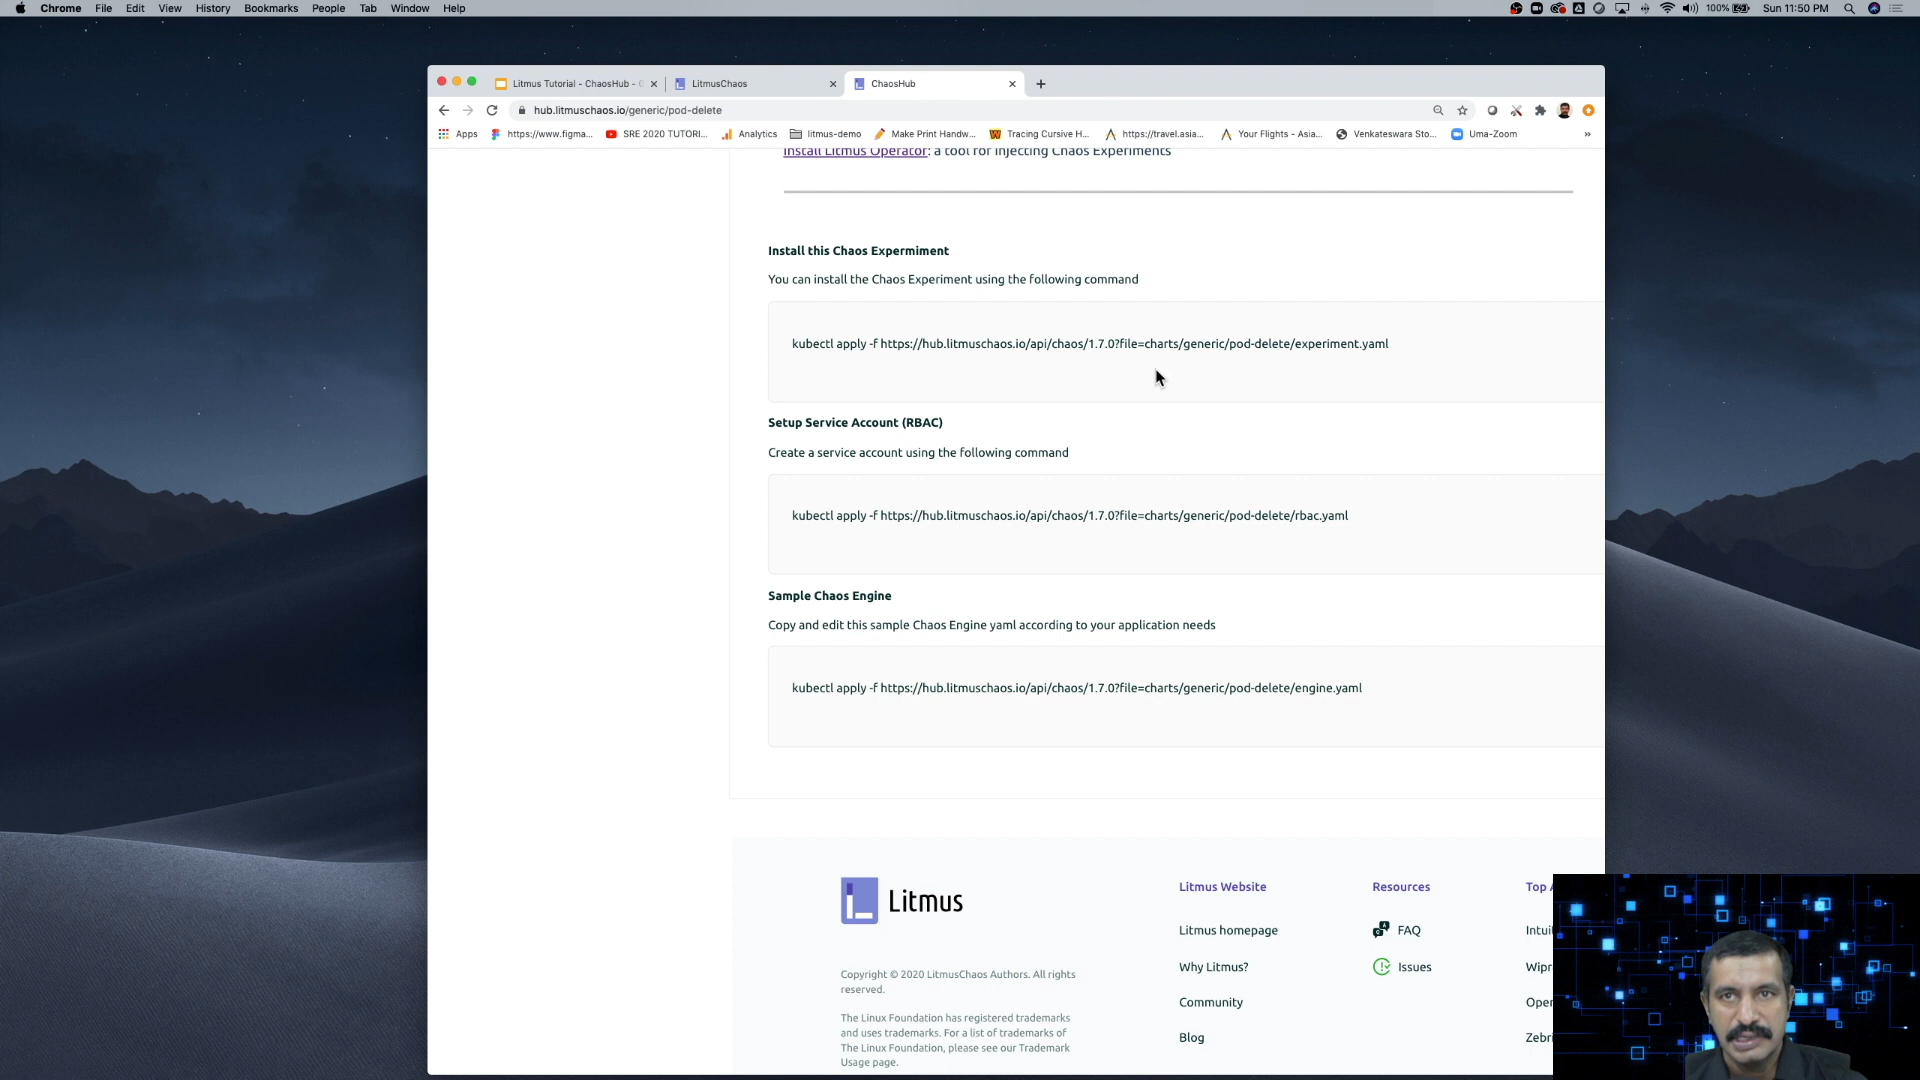 Chrome File Edit View History Bookmarks People Tab Window Help 100% Sun 11:50 PM
Litmus Tutorial - ChaosHub - LitmusChaos ChaosHub
hub.litmuschaos.io/generic/pod-delete
Apps https://www.figma... SRE 2020 TUTORI... Analytics litmus-demo Make Print Handw... Tracing Cursive H... https://travel.asia... Your Flights - Asia... Venkateswara Sto... Uma-Zoom »
Install Litmus Operator: a tool for injecting Chaos Experiments
Install this Chaos Expermiment
You can install the Chaos Experiment using the following command
kubectl apply -f https://hub.litmuschaos.io/api/chaos/1.7.0?file=charts/generic/pod-delete/experiment.yaml
Setup Service Account (RBAC)
Create a service account using the following command
kubectl apply -f https://hub.litmuschaos.io/api/chaos/1.7.0?file=charts/generic/pod-delete/rbac.yaml
Sample Chaos Engine
Copy and edit this sample Chaos Engine yaml according to your application needs
kubectl apply -f https://hub.litmuschaos.io/api/chaos/1.7.0?file=charts/generic/pod-delete/engine.yaml
Litmus
Copyright © 2020 LitmusChaos Authors. All rights
reserved.
The Linux Foundation has registered trademarks
and uses trademarks. For a list of trademarks of
The Linux Foundation, please see our Trademark
Usage page.
Litmus Website
Litmus homepage
Why Litmus?
Community
Blog
Resources
FAQ
Issues
Top